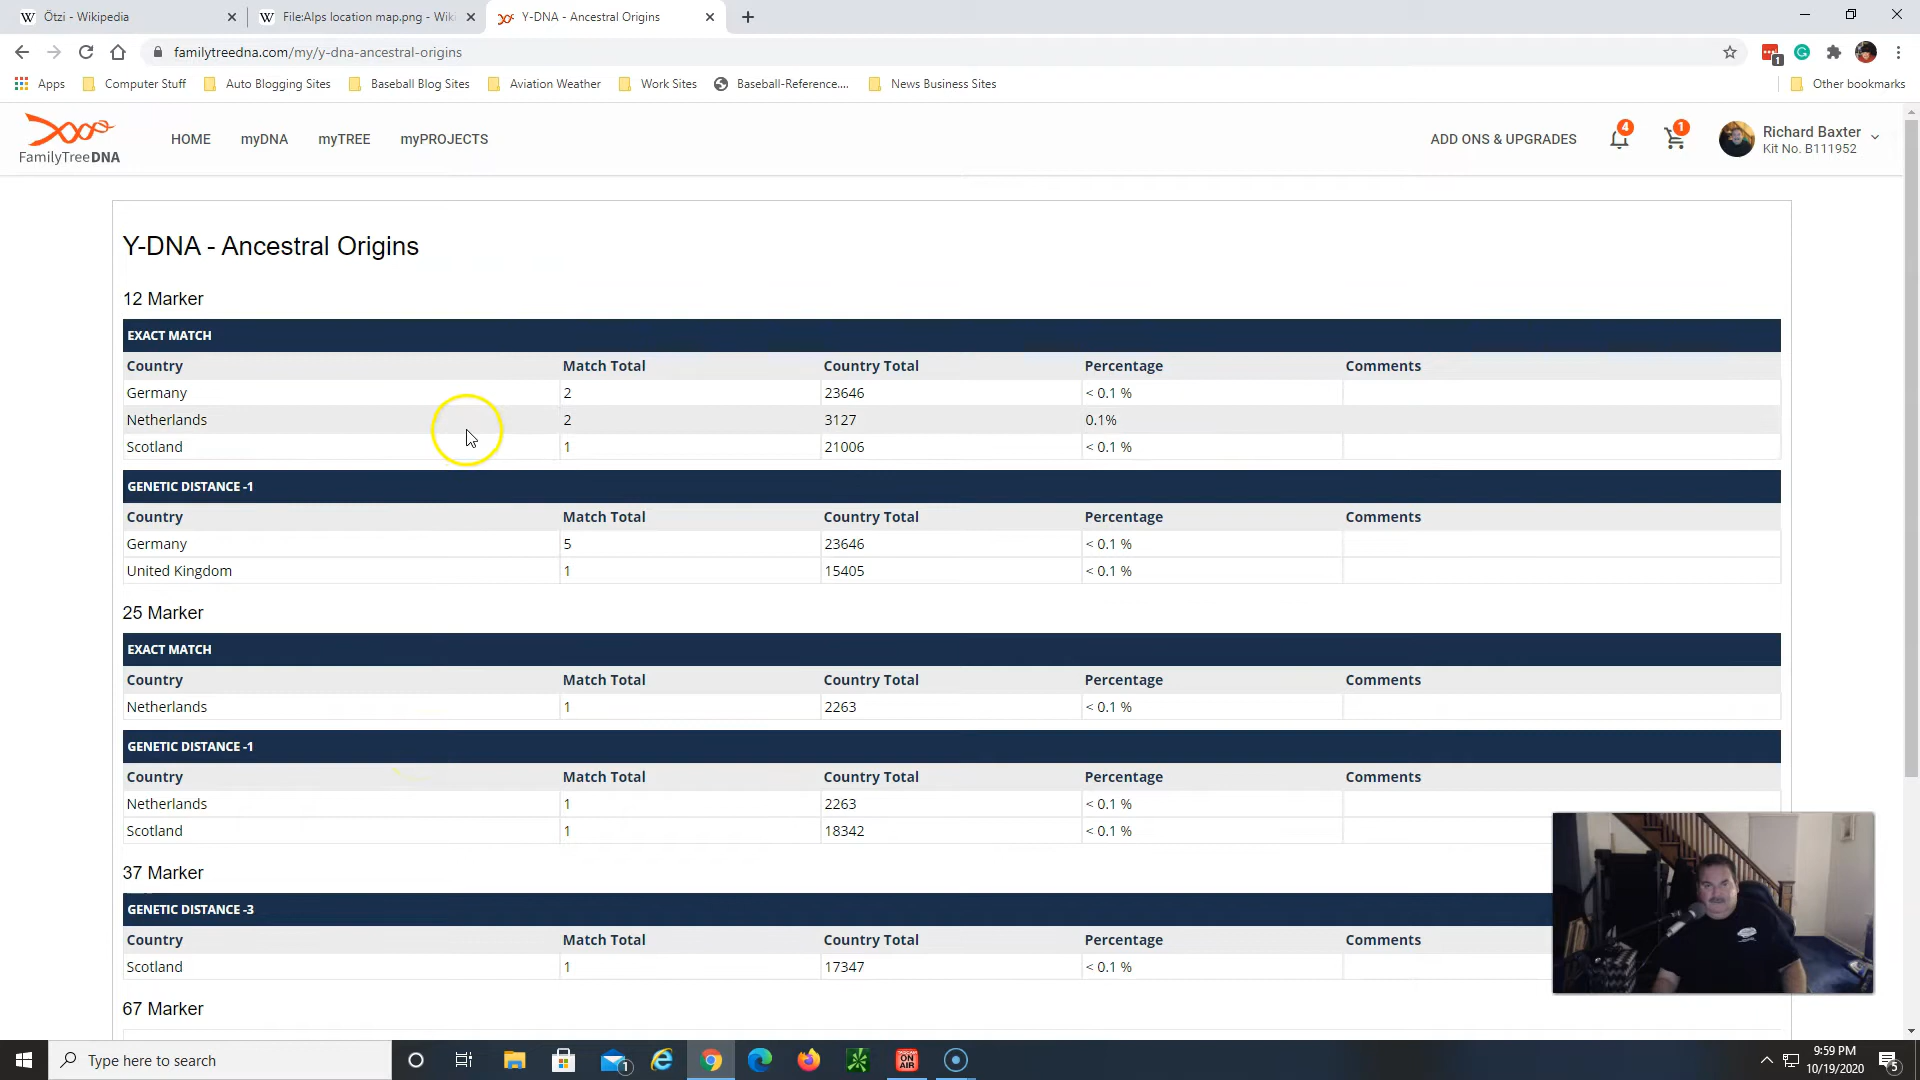 Ötzi - Wikipedia
File:Alps location map.png - Wiki
Y-DNA - Ancestral Origins
familytreedna.com/my/y-dna-ancestral-origins
1
Apps
Computer Stuff
Auto Blogging Sites
Baseball Blog Sites
Aviation Weather
Work Sites
Baseball-Reference....
News Business Sites
Other bookmarks
FamilyTreeDNA
HOME
myDNA
myTREE
myPROJECTS
ADD ONS & UPGRADES
4
1
Richard Baxter
Kit No. B111952
Y-DNA - Ancestral Origins
12 Marker
EXACT MATCH
Country Match Total Country Total Percentage Comments
Germany 2 23646 < 0.1 %
Netherlands 2 3127 0.1%
Scotland 1 21006 < 0.1 %
GENETIC DISTANCE -1
Country Match Total Country Total Percentage Comments
Germany 5 23646 < 0.1 %
United Kingdom 1 15405 < 0.1 %
25 Marker
EXACT MATCH
Country Match Total Country Total Percentage Comments
Netherlands 1 2263 < 0.1 %
GENETIC DISTANCE -1
Country Match Total Country Total Percentage Comments
Netherlands 1 2263 < 0.1 %
Scotland 1 18342 < 0.1 %
37 Marker
GENETIC DISTANCE -3
Country Match Total Country Total Percentage Comments
Scotland 1 17347 < 0.1 %
67 Marker
Type here to search
1
ON AIR
9:59 PM
10/19/2020
5